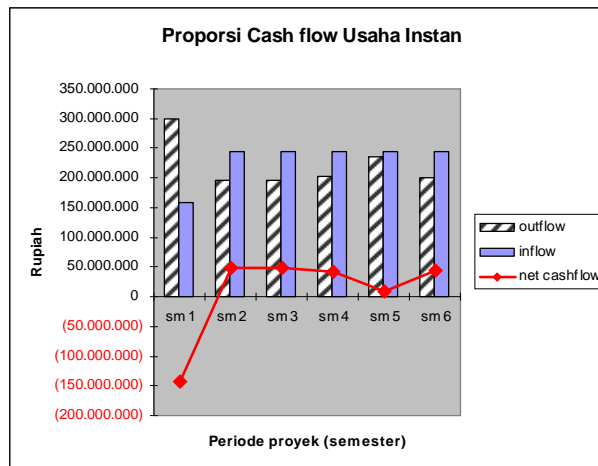 Proporsi Cash flow Usaha Instan
350.000.000
300.000.000
250.000.000
200.000.000
150.000.000
100.000.000
50.000.000
0
(50.000.000)
(100.000.000)
(150.000.000)
(200.000.000)
Rupiah
sm 1 sm 2 sm 3 sm 4 sm 5 sm 6
Periode proyek (semester)
outflow
inflow
net cashflow